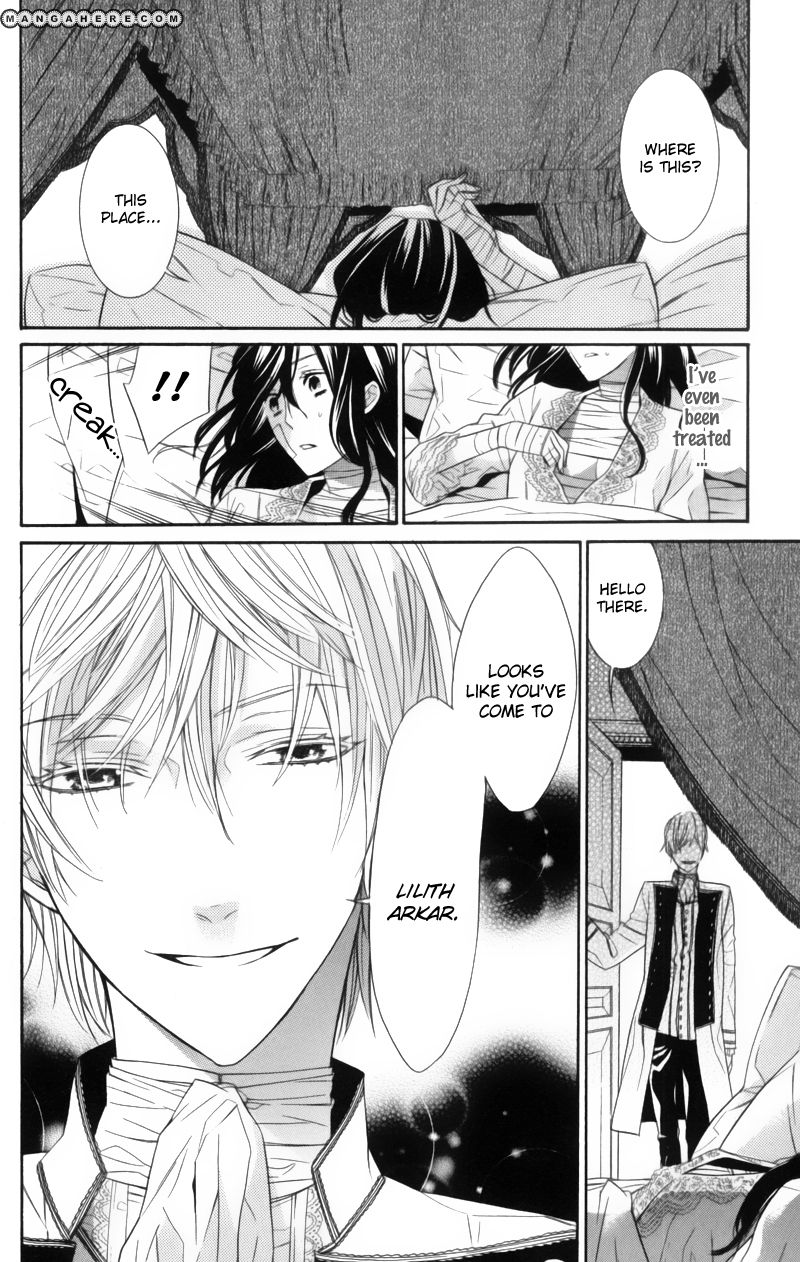 MANGAHERE.COM
WHERE
IS THIS?
THIS
PLACE...
I've
even
been
treated
...
!!
creak...
HELLO
THERE.
LOOKS
LIKE YOU'VE
COME TO
LILITH
ARKAR.